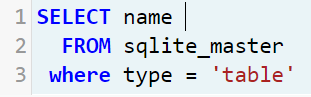 1 SELECT name
2 FROM sqlite_master
3 where type = 'table'